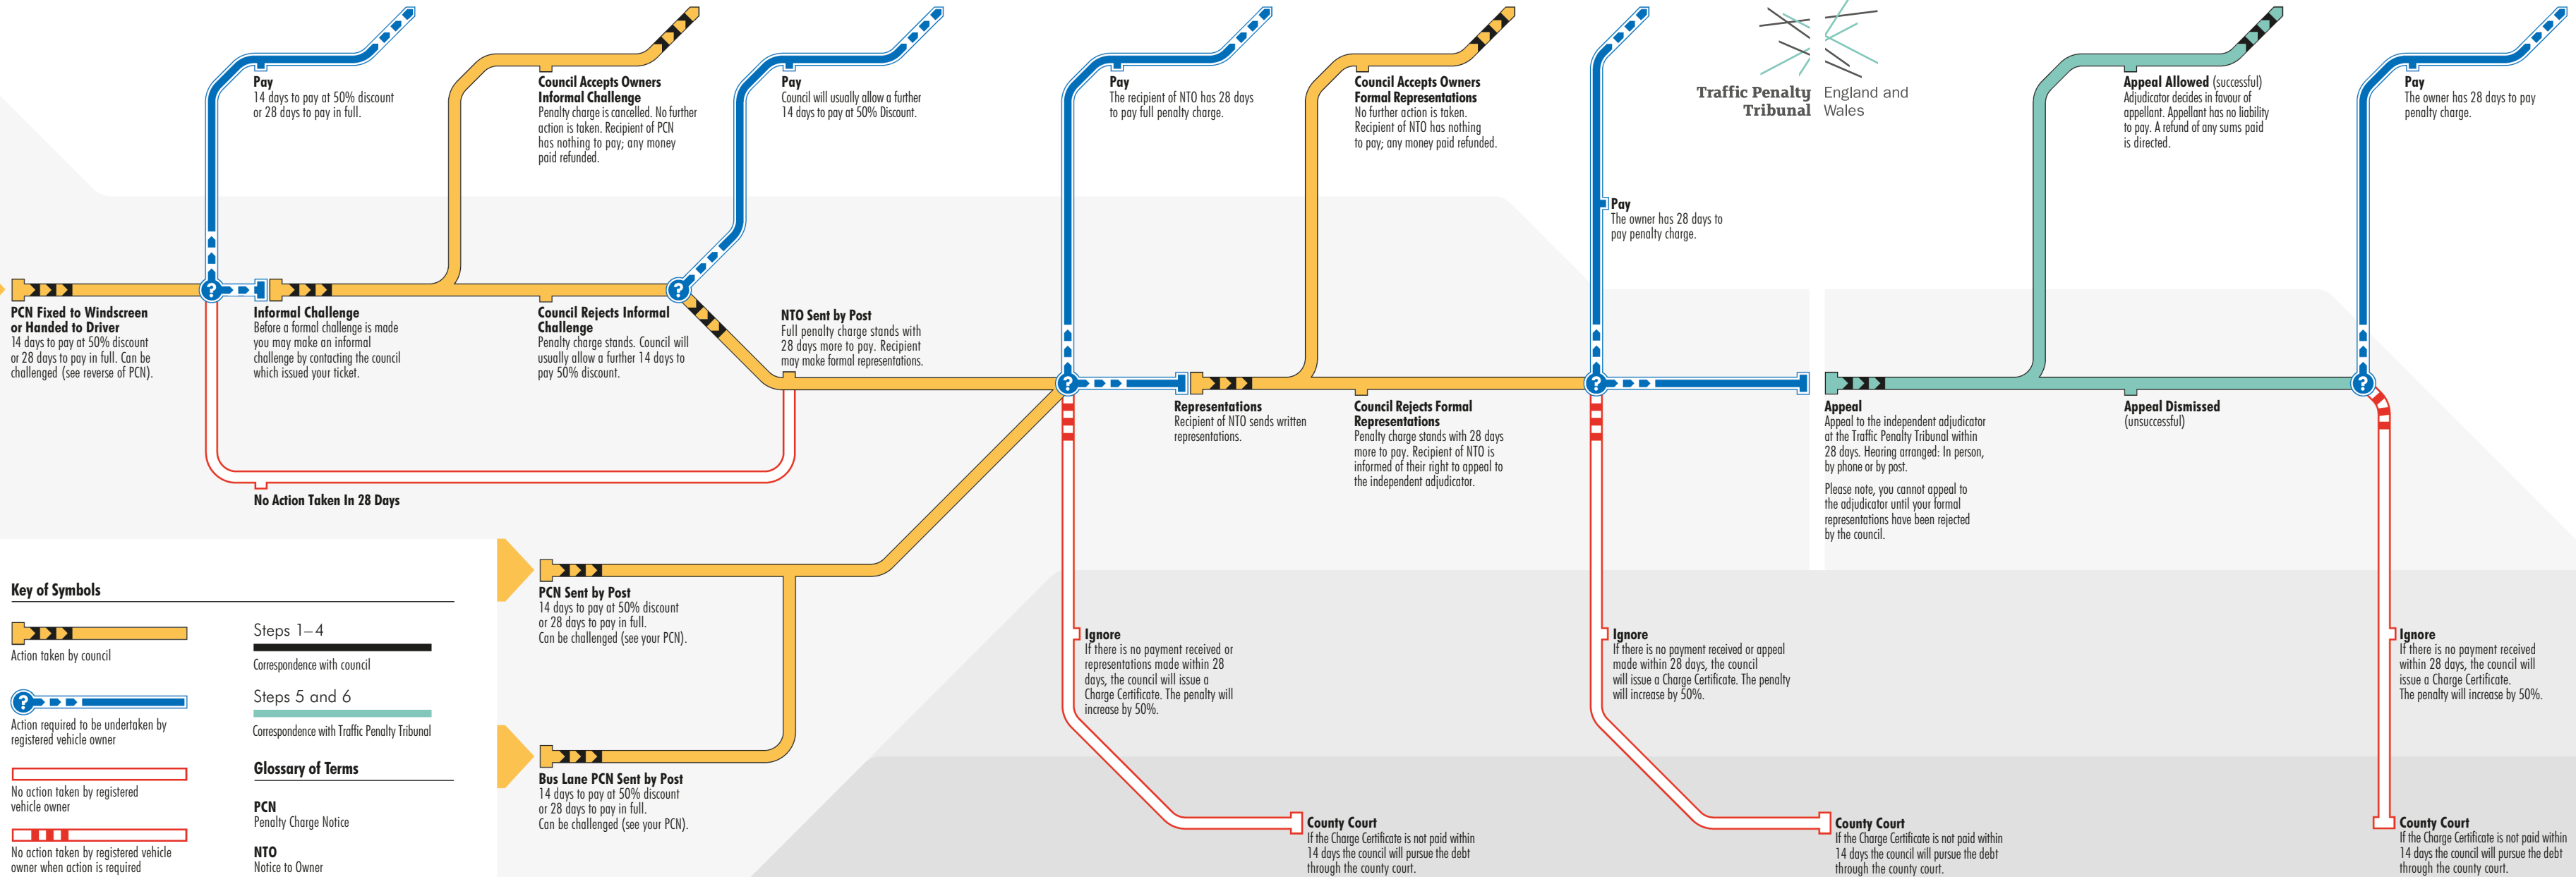 Pay
14 days to pay at 50% discount
or 28 days to pay in full.
Council Accepts Owners
Informal Challenge
Penalty charge is cancelled. No further
action is taken. Recipient of PCN
has nothing to pay; any money
paid refunded.
Pay
Council will usually allow a further
14 days to pay at 50% Discount.
Pay
The recipient of NTO has 28 days
to pay full penalty charge.
Council Accepts Owners
Formal Representations
No further action is taken.
Recipient of NTO has nothing
to pay; any money paid refunded.
Pay
The owner has 28 days to
pay penalty charge.
Traffic Penalty
Tribunal
England and
Wales
Appeal Allowed (successful)
Adjudicator decides in favour of
appellant. Appellant has no liability
to pay. A refund of any sums paid
is directed.
Pay
The owner has 28 days to pay
penalty charge.
?
?
?
?
?
PCN Fixed to Windscreen
or Handed to Driver
14 days to pay at 50% discount
or 28 days to pay in full. Can be
challenged (see reverse of PCN).
Informal Challenge
Before a formal challenge is made
you may make an informal
challenge by contacting the council
which issued your ticket.
Council Rejects Informal
Challenge
Penalty charge stands. Council will
usually allow a further 14 days to
pay 50% discount.
NTO Sent by Post
Full penalty charge stands with
28 days more to pay. Recipient
may make formal representations.
Representations
Recipient of NTO sends written
representations.
Council Rejects Formal
Representations
Penalty charge stands with 28 days
more to pay. Recipient of NTO is
informed of their right to appeal to
the independent adjudicator.
Appeal
Appeal to the independent adjudicator
at the Traffic Penalty Tribunal within
28 days. Hearing arranged: In person,
by phone or by post.
Please note, you cannot appeal to
the adjudicator until your formal
representations have been rejected
by the council.
Appeal Dismissed
(unsuccessful)
No Action Taken In 28 Days
PCN Sent by Post
14 days to pay at 50% discount
or 28 days to pay in full.
Can be challenged (see your PCN).
Bus Lane PCN Sent by Post
14 days to pay at 50% discount
or 28 days to pay in full.
Can be challenged (see your PCN).
Ignore
If there is no payment received or
representations made within 28
days, the council will issue a
Charge Certificate. The penalty will
increase by 50%.
Ignore
If there is no payment received or appeal
made within 28 days, the council
will issue a Charge Certificate. The penalty
will increase by 50%.
Ignore
If there is no payment received
within 28 days, the council will
issue a Charge Certificate.
The penalty will increase by 50%.
County Court
If the Charge Certificate is not paid within
14 days the council will pursue the debt
through the county court.
County Court
If the Charge Certificate is not paid within
14 days the council will pursue the debt
through the county court.
County Court
If the Charge Certificate is not paid within
14 days the council will pursue the debt
through the county court.
Key of Symbols
Action taken by council
?
Action required to be undertaken by
registered vehicle owner
No action taken by registered
vehicle owner
No action taken by registered vehicle
owner when action is required
Steps 1–4
Correspondence with council
Steps 5 and 6
Correspondence with Traffic Penalty Tribunal
Glossary of Terms
PCN
Penalty Charge Notice
NTO
Notice to Owner